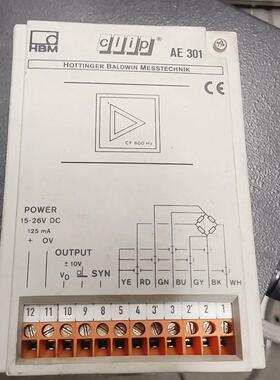 HBM
clip®
AE 301
HOTTINGER BALDWIN MESSTECHNIK
CE
CF 600 Hz
POWER
15-26V DC
125 mA
+ 0V
OUTPUT
± 10V
Vo SYN
YE RD GN BU GY BK WH
12 11 10 9 8 5 4 3' 3 2' 2 1